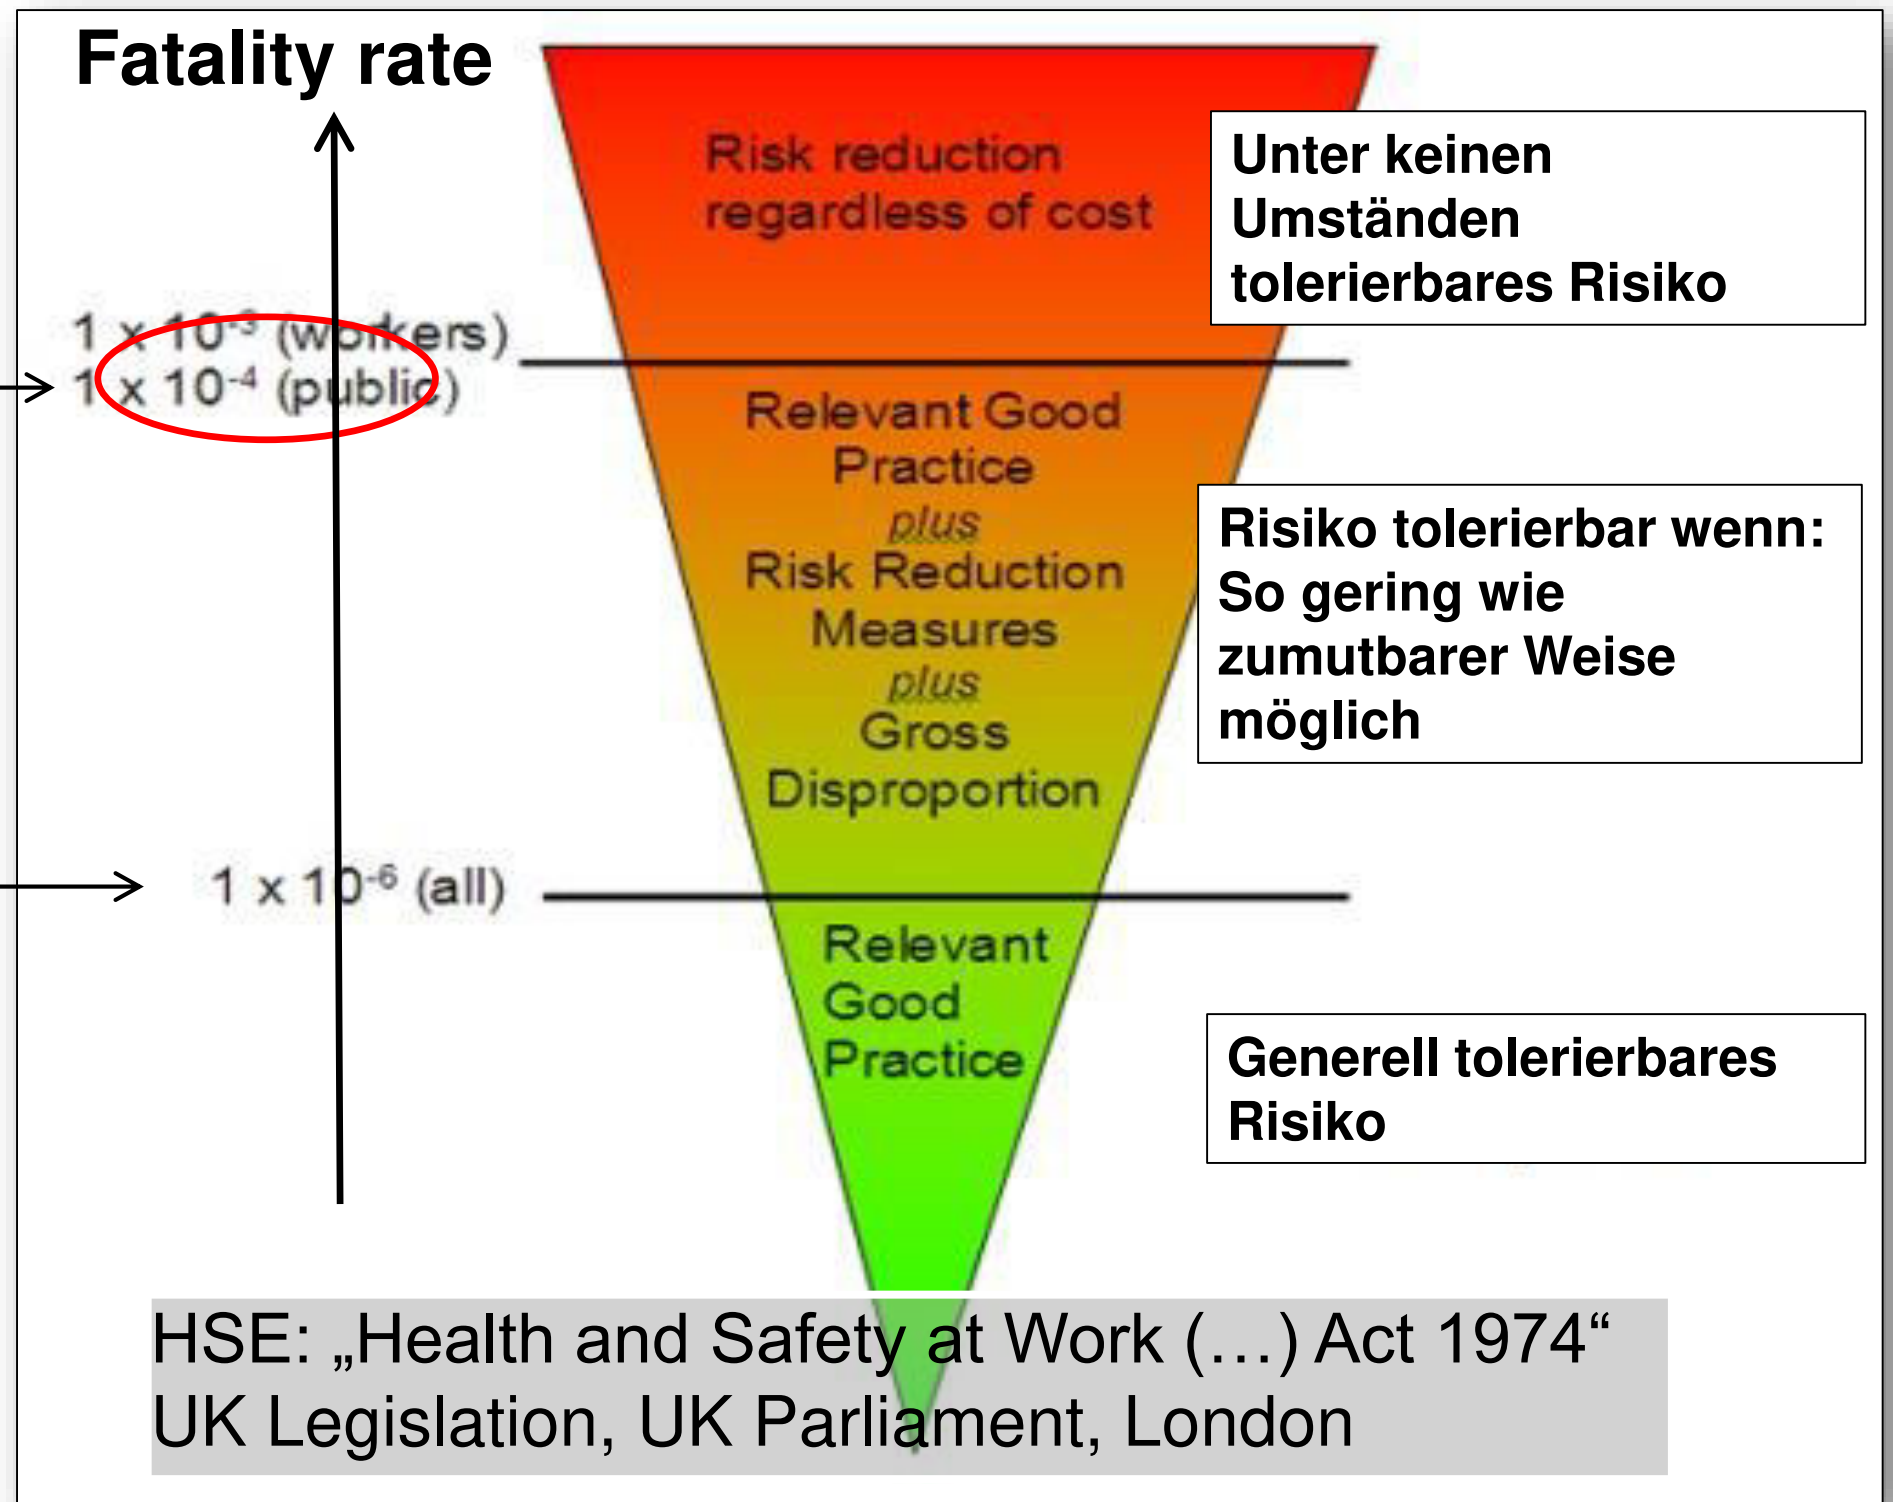 Fatality rate
Risk reduction
regardless of cost
Unter keinen
Umständen
tolerierbares Risiko
1 x 10⁻³ (workers)
1 x 10⁻⁴ (public)
Relevant Good
Practice
plus
Risk Reduction
Measures
plus
Gross
Disproportion
Risiko tolerierbar wenn:
So gering wie
zumutbarer Weise
möglich
1 x 10⁻⁶ (all)
Relevant
Good
Practice
Generell tolerierbares
Risiko
HSE: „Health and Safety at Work (…) Act 1974“
UK Legislation, UK Parliament, London